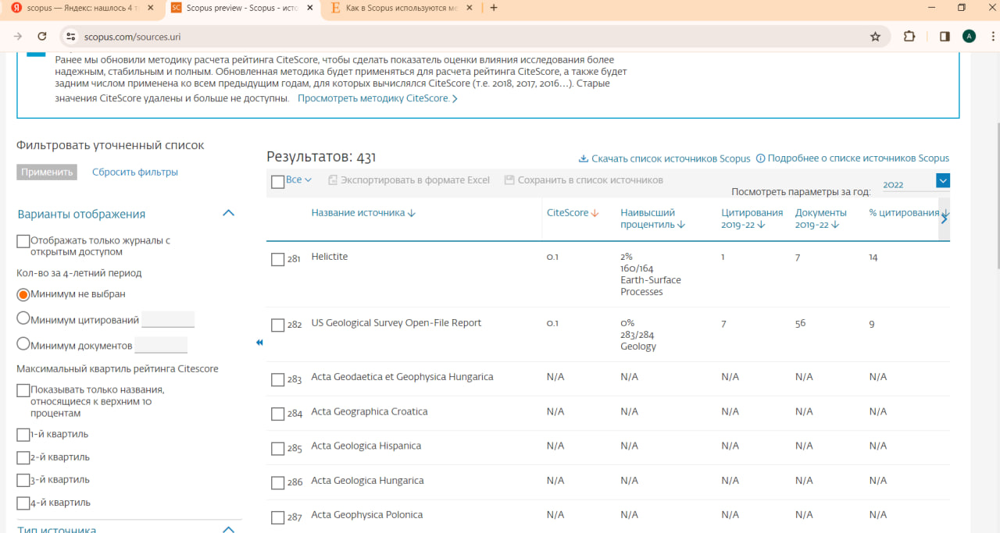 scopus — Яндекс: нашлось 4 т
Scopus preview - Scopus - исто
Как в Scopus используются ме
scopus.com/sources.uri
A
Ранее мы обновили методику расчета рейтинга CiteScore, чтобы сделать показатель оценки влияния исследования более
надежным, стабильным и полным. Обновленная методика будет применяться для расчета рейтинга CiteScore, а также будет
задним числом применена ко всем предыдущим годам, для которых вычислялся CiteScore (т.е. 2018, 2017, 2016...). Старые
значения CiteScore удалены и больше не доступны. Просмотреть методику CiteScore.
Фильтровать уточненный список
Применить Сбросить фильтры
Варианты отображения
Отображать только журналы с
открытым доступом
Кол-во за 4-летний период
Минимум не выбран
Минимум цитирований
Минимум документов
Максимальный квартиль рейтинга Citescore
Показывать только названия,
относящиеся к верхним 10
процентам
1-й квартиль
2-й квартиль
3-й квартиль
4-й квартиль
Тип источника
Результатов: 431
Скачать список источников Scopus Подробнее о списке источников Scopus
Все Экспортировать в формате Excel Сохранить в список источников
Посмотреть параметры за год: 2022
Название источника CiteScore Наивысший Цитирования Документы % цитирования
процентиль 2019-22 2019-22
281 Helictite 0.1 2% 1 7 14
160/164
Earth-Surface
Processes
282 US Geological Survey Open-File Report 0.1 0% 7 56 9
283/284
Geology
283 Acta Geodaetica et Geophysica Hungarica N/A N/A N/A N/A N/A
284 Acta Geographica Croatica N/A N/A N/A N/A N/A
285 Acta Geologica Hispanica N/A N/A N/A N/A N/A
286 Acta Geologica Hungarica N/A N/A N/A N/A N/A
287 Acta Geophysica Polonica N/A N/A N/A N/A N/A